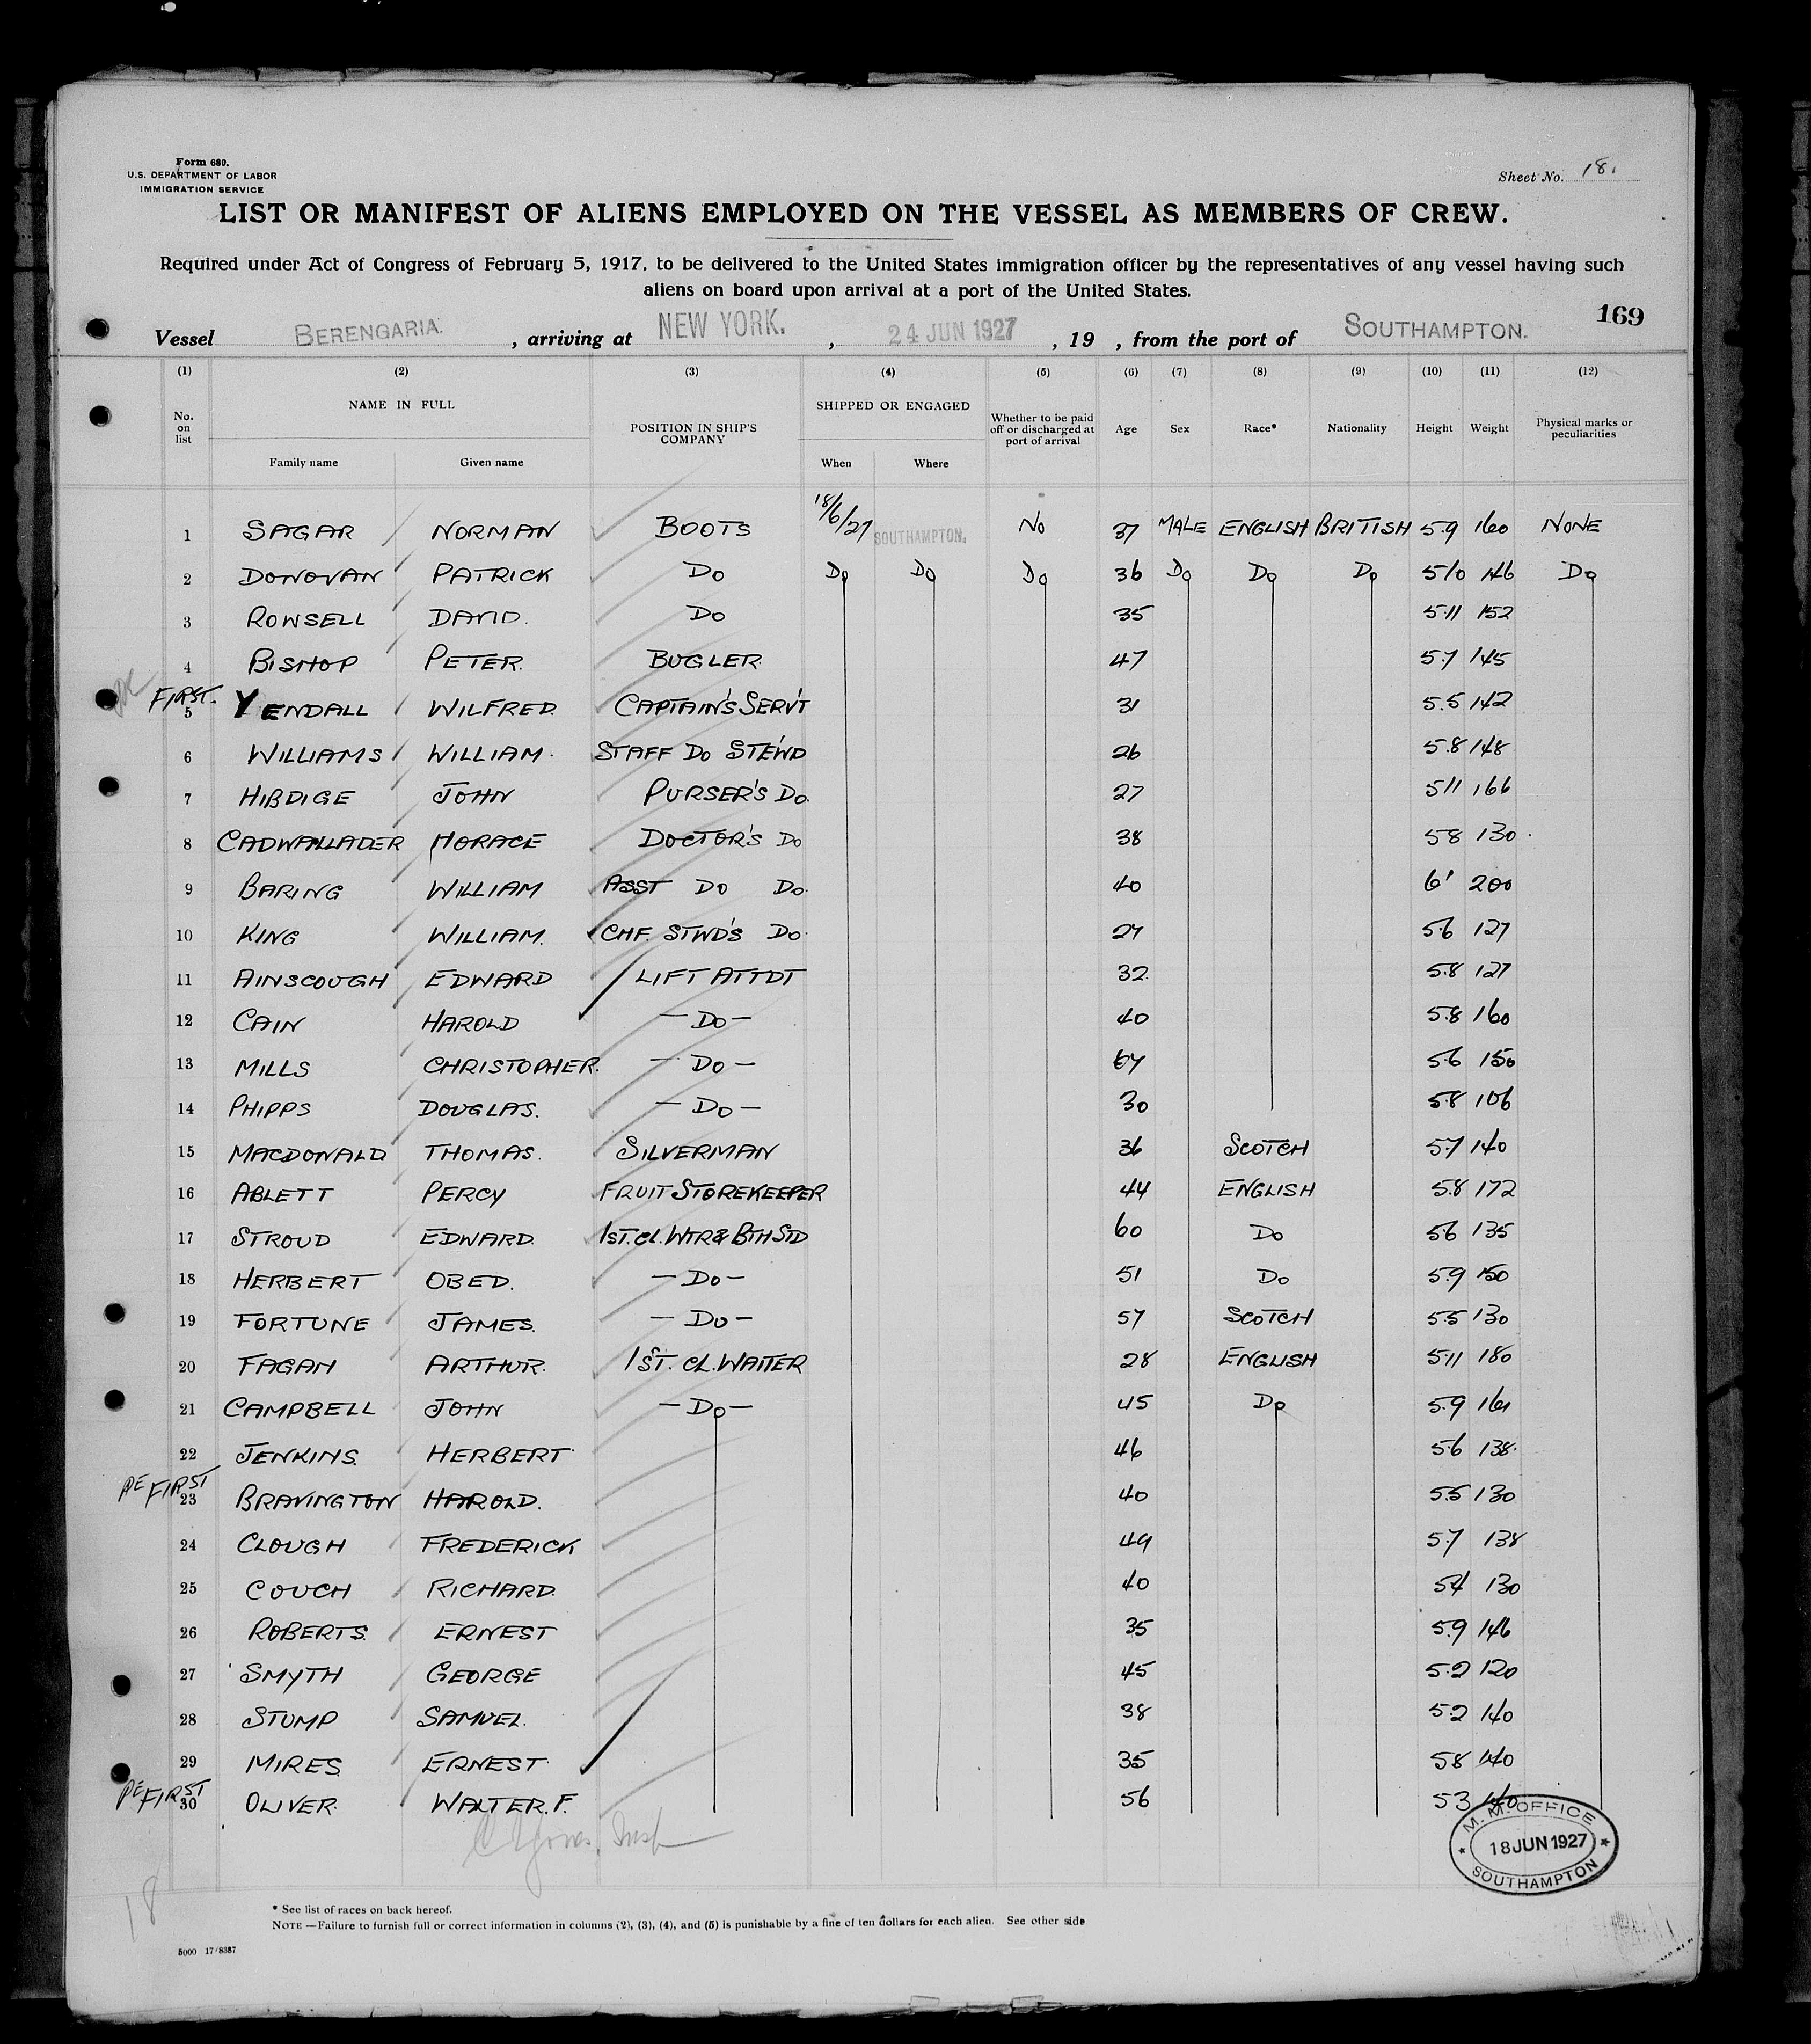 Form 680.
U.S. DEPARTMENT OF LABOR
IMMIGRATION SERVICE
Sheet No. 18.
LIST OR MANIFEST OF ALIENS EMPLOYED ON THE VESSEL AS MEMBERS OF CREW.
Required under Act of Congress of February 5, 1917, to be delivered to the United States immigration officer by the representatives of any vessel having such
aliens on board upon arrival at a port of the United States.
169
Vessel BERENGARIA. , arriving at NEW YORK. , 24 JUN 1927 , 19 , from the port of SOUTHAMPTON.
(1) (2) (3) (4) (5) (6) (7) (8) (9) (10) (11) (12)
No. on list NAME IN FULL Family name Given name POSITION IN SHIP'S COMPANY SHIPPED OR ENGAGED When Where Whether to be paid off or discharged at port of arrival Age Sex Race* Nationality Height Weight Physical marks or peculiarities
1 SAGAR NORMAN BOOTS 18/6/27 SOUTHAMPTON. NO 37 MALE ENGLISH BRITISH 5.9 160 NONE
2 DONOVAN PATRICK DO DO DO DO 36 DO DO DO 5/0 146 DO
3 ROWSELL DAVID. DO 35 5.11 152
4 BISHOP PETER. BUGLER. 47 5.7 145
FIRST. 5 YENDALL WILFRED. CAPTAIN'S SERV'T 31 5.5 142
6 WILLIAMS WILLIAM. STAFF DO STEW'D 26 5.8 148
7 HIBDIGE JOHN PURSER'S DO. 27 5 11 166
8 CADWALLADER HORACE DOCTOR'S DO 38 5 8 130.
9 BARING WILLIAM ASST DO DO. 40 6' 200
10 KING WILLIAM. CHF. STWD'S DO. 27 5.6 127
11 AINSCOUGH EDWARD LIFT ATTDT 32. 5.8 127
12 CAIN HAROLD - DO - 40 5.8 160
13 MILLS CHRISTOPHER. - DO - 67 5.6 150
14 PHIPPS DOUGLAS. - DO - 30 5.8 106
15 MACDONALD THOMAS. SILVERMAN 36 SCOTCH 5.7 140
16 ABLETT PERCY FRUIT STOREKEEPER 44 ENGLISH 5.8 172
17 STROUD EDWARD. 1ST. CL. WTR & BTH STD 60 DO 5 6 135
18 HERBERT OBED. - DO - 51 DO 5.9 150
19 FORTUNE JAMES. - DO - 57 SCOTCH 5.5 130
20 FAGAN ARTHUR. 1ST. CL. WAITER 28 ENGLISH 5.11 180
21 CAMPBELL JOHN - DO - 45 DO 5.9 161
22 JENKINS. HERBERT 46 5.6 138.
FIRST 23 BRAVINGTON HAROLD. 40 5.5 130
24 CLOUGH FREDERICK 49 5.7 138
25 COUCH RICHARD. 40 5.4 130
26 ROBERTS. ERNEST 35 5.9 146
27 SMYTH GEORGE 45 5.2 120
28 STUMP SAMUEL. 38 5.2 140
29 MIRES. ERNEST 35 5 8 140
FIRST 30 OLIVER. WALTER. F. 56 5 3 140
M. M. OFFICE
18 JUN 1927
SOUTHAMPTON
18
* See list of races on back hereof.
NOTE —Failure to furnish full or correct information in columns (2), (3), (4), and (5) is punishable by a fine of ten dollars for each alien. See other side
5000 17/8387